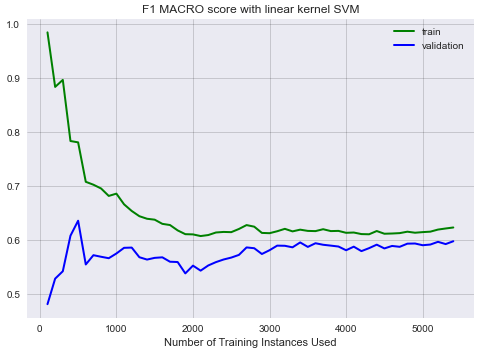 F1 MACRO score with linear kernel SVM
train
validation
1.0
0.9
0.8
0.7
0.6
0.5
0 1000 2000 3000 4000 5000
Number of Training Instances Used